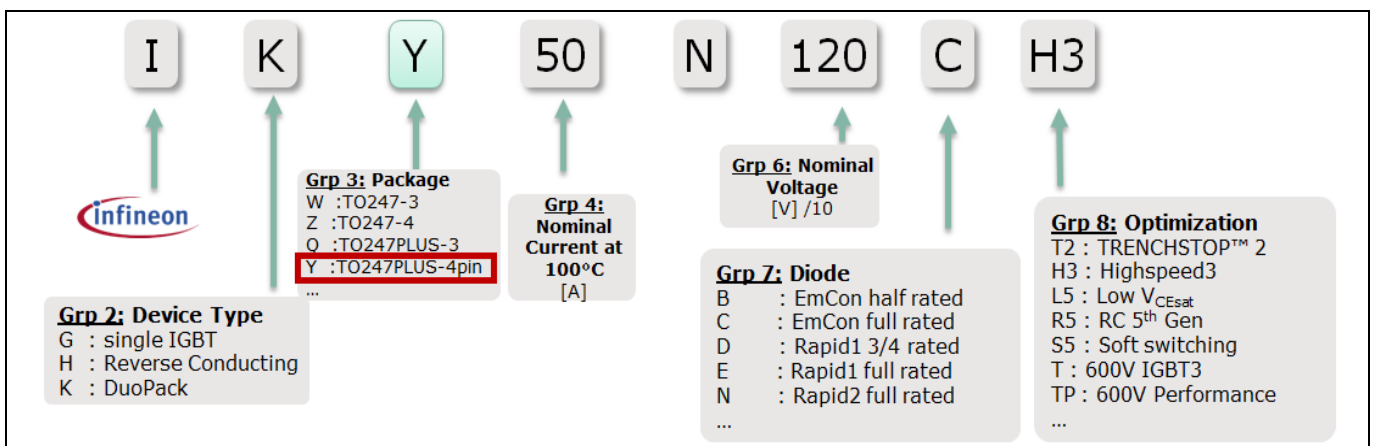 I K Y 50 N 120 C H3
infineon
Grp 2: Device Type
G : single IGBT
H : Reverse Conducting
K : DuoPack
Grp 3: Package
W :TO247-3
Z :TO247-4
Q :TO247PLUS-3
Y :TO247PLUS-4pin
...
Grp 4:
Nominal
Current at
100°C
[A]
Grp 6: Nominal
Voltage
[V] /10
Grp 7: Diode
B : EmCon half rated
C : EmCon full rated
D : Rapid1 3/4 rated
E : Rapid1 full rated
N : Rapid2 full rated
...
Grp 8: Optimization
T2 : TRENCHSTOP™ 2
H3 : Highspeed3
L5 : Low VCEsat
R5 : RC 5th Gen
S5 : Soft switching
T : 600V IGBT3
TP : 600V Performance
...